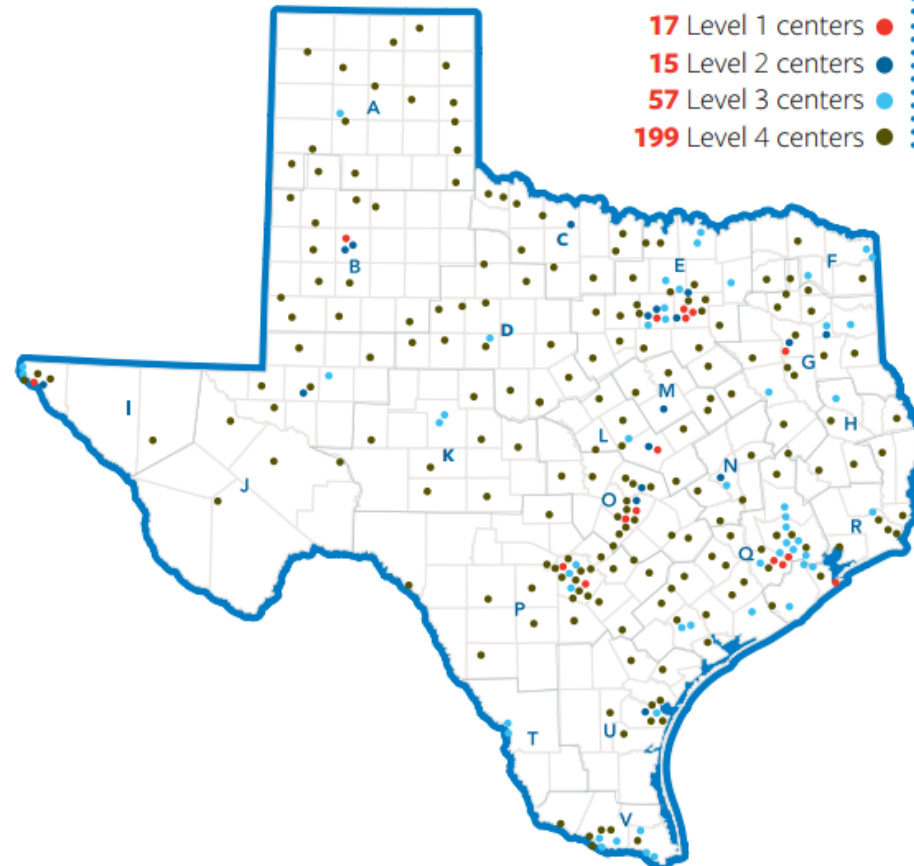 17 Level 1 centers
15 Level 2 centers
57 Level 3 centers
199 Level 4 centers
A
C
B
E
F
D
G
I
M
H
L
K
N
J
O
R
Q
P
T
U
V